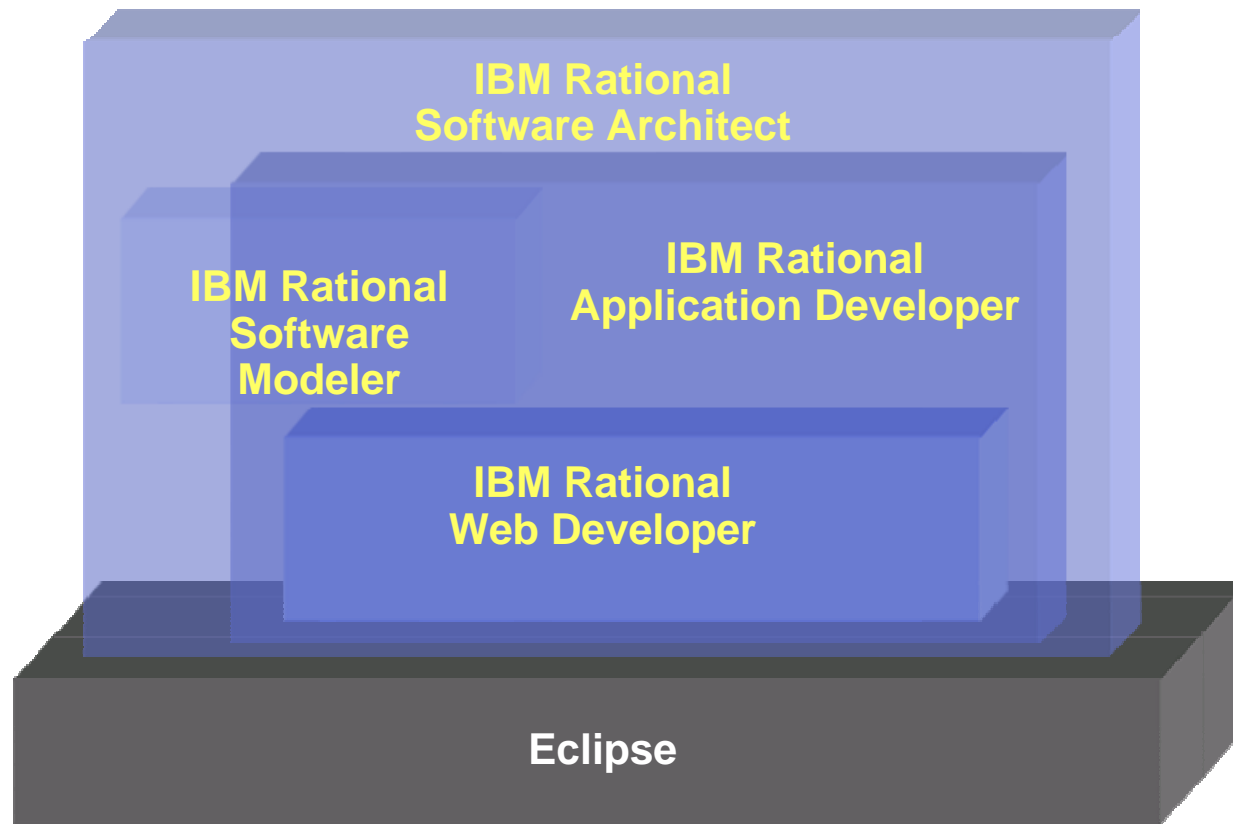 IBM Rational
Software Architect
IBM Rational
Application Developer
IBM Rational
Software
Modeler
IBM Rational
Web Developer
Eclipse